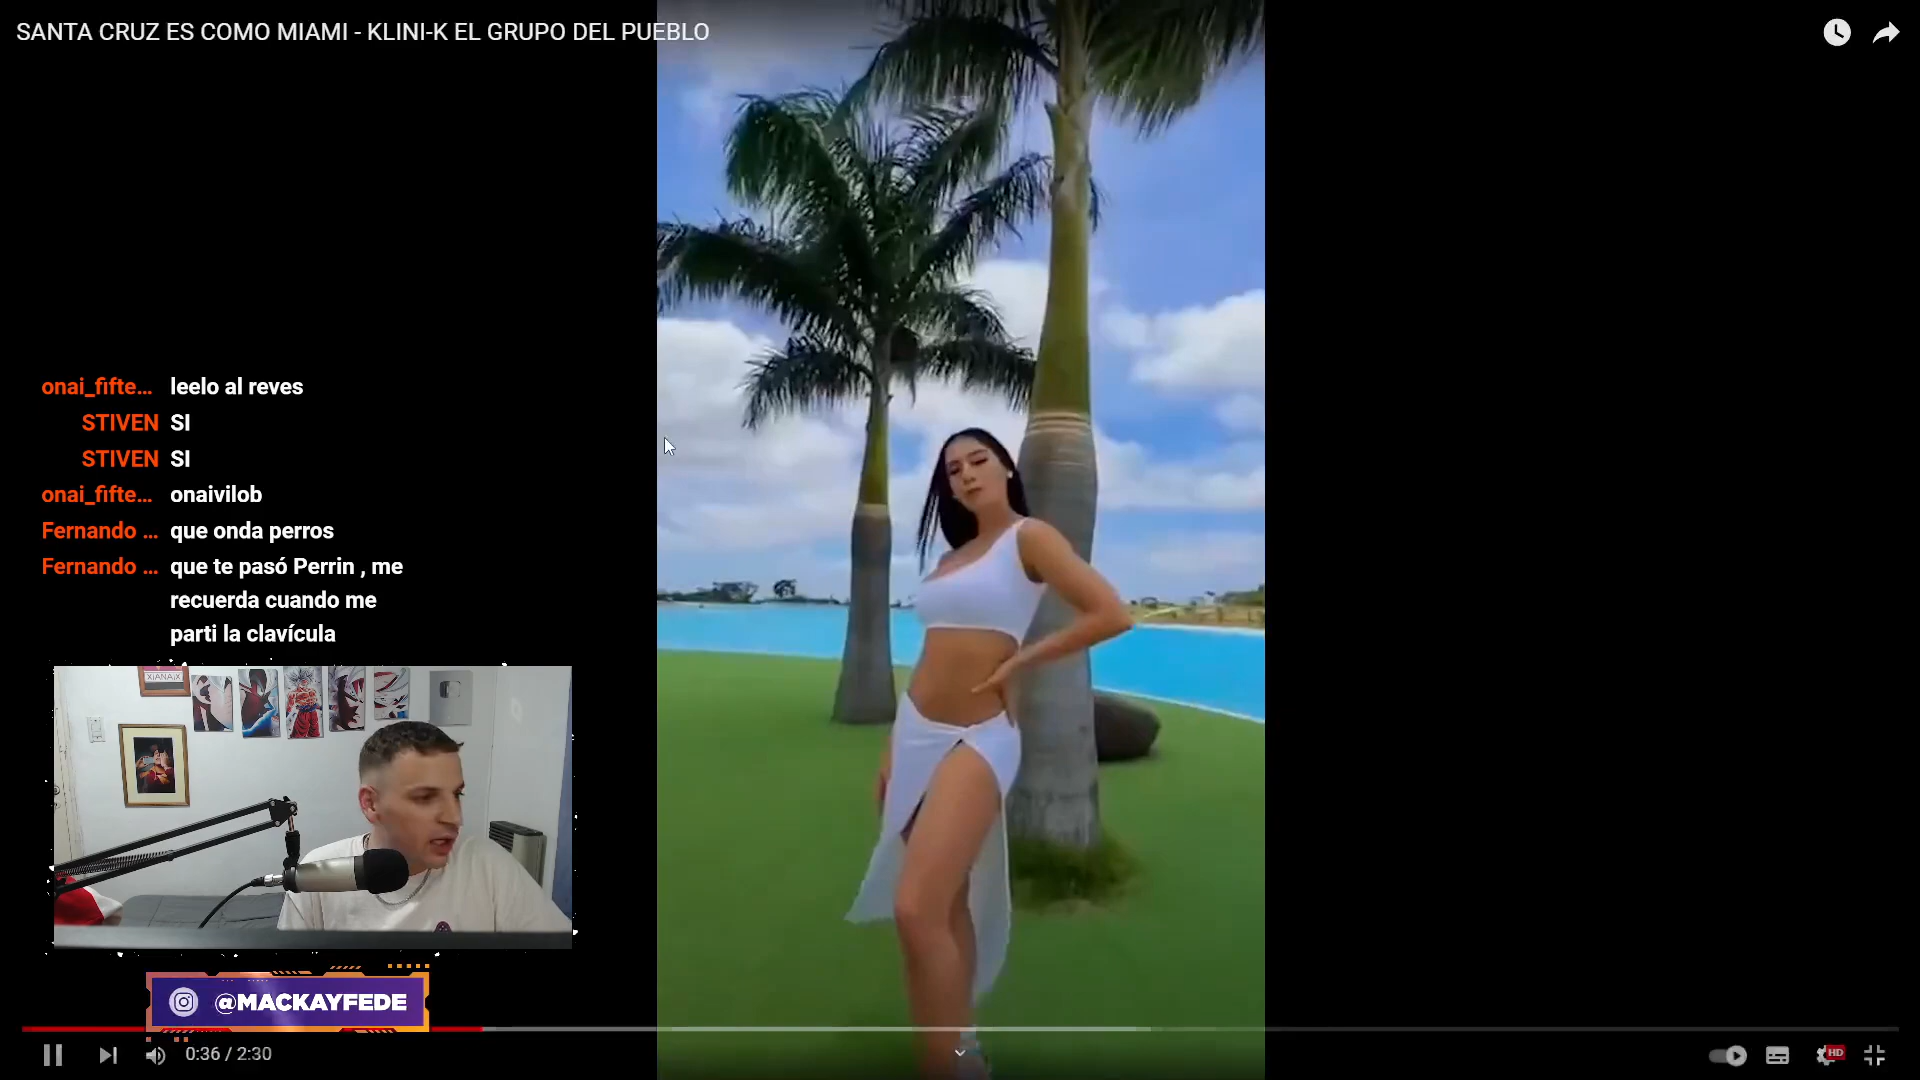 SANTA CRUZ ES COMO MIAMI - KLINI-K EL GRUPO DEL PUEBLO
onai_fifte... leelo al reves
STIVEN SI
STIVEN SI
onai_fifte... onaivilob
Fernando ... que onda perros
Fernando ... que te pasó Perrin , me
recuerda cuando me
parti la clavícula
@MACKAYFEDE
0:36 / 2:30
HD